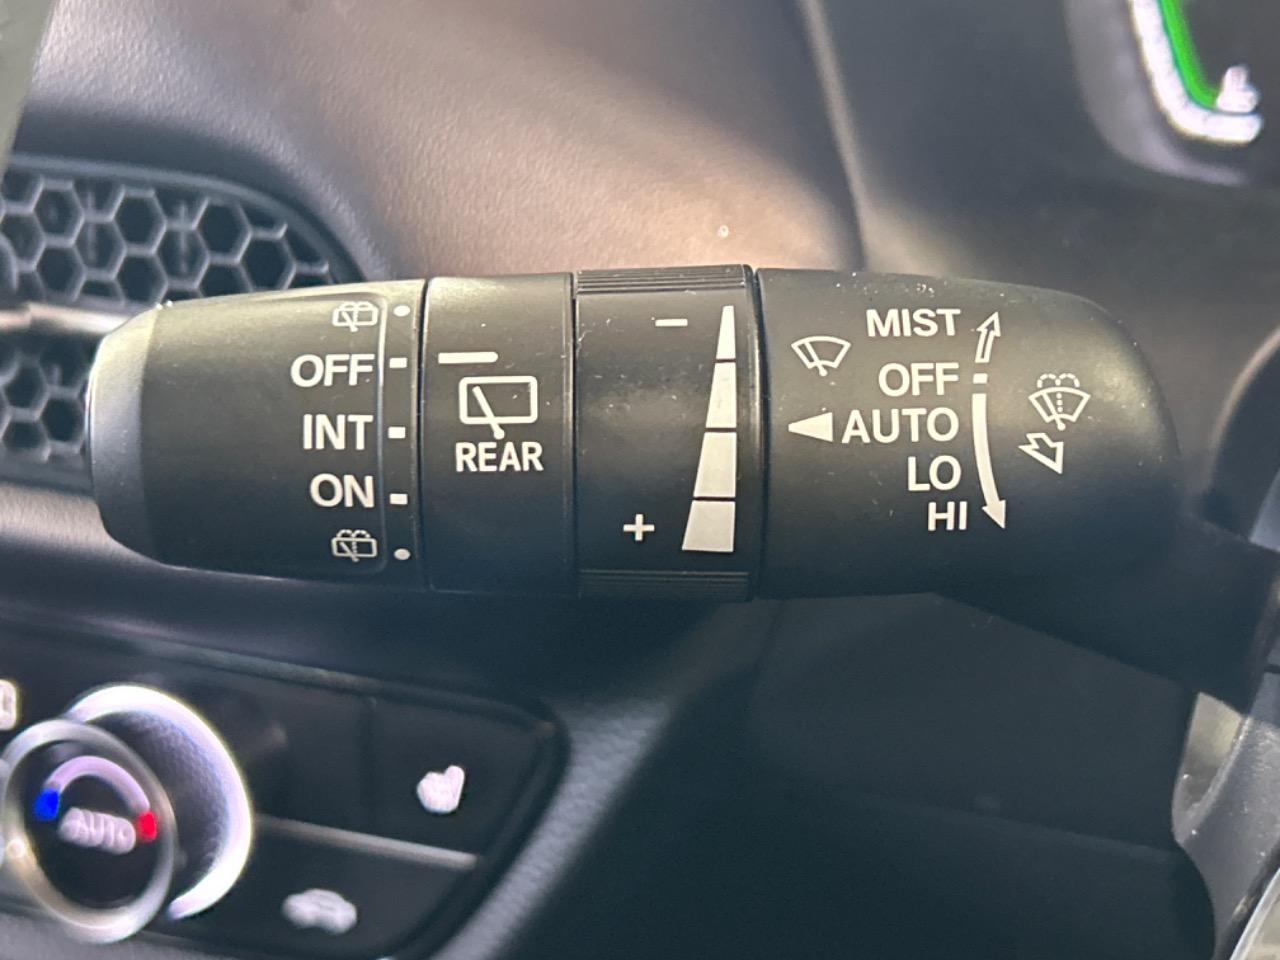 OFF
INT
ON
REAR
−
+
MIST
OFF
AUTO
LO
HI
AUTO